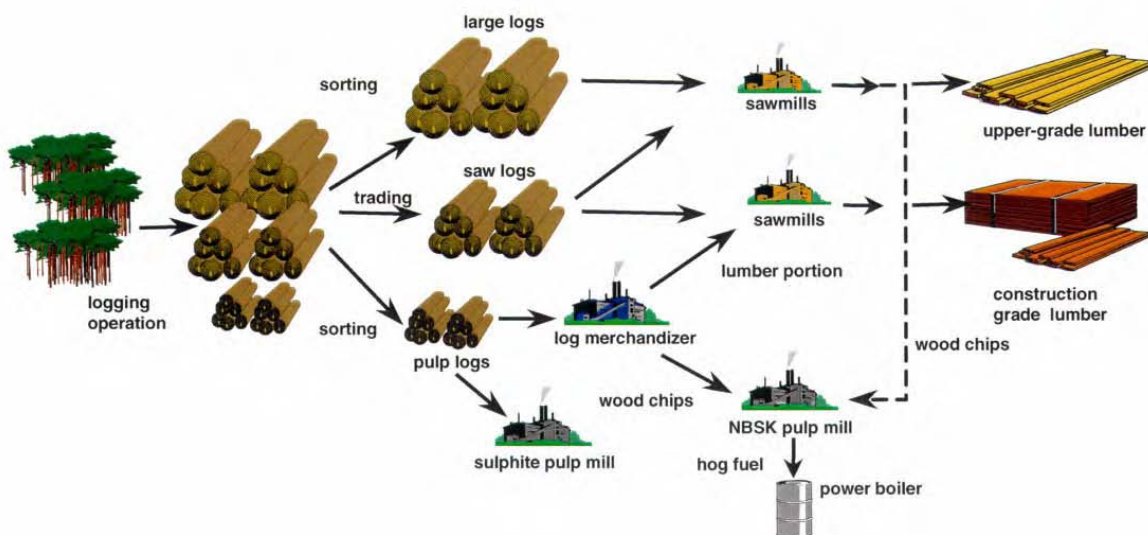 large logs
sorting
sawmills
upper-grade lumber
saw logs
trading
sawmills
lumber portion
logging
operation
construction
grade lumber
sorting
pulp logs
log merchandizer
wood chips
wood chips
NBSK pulp mill
sulphite pulp mill
hog fuel
power boiler